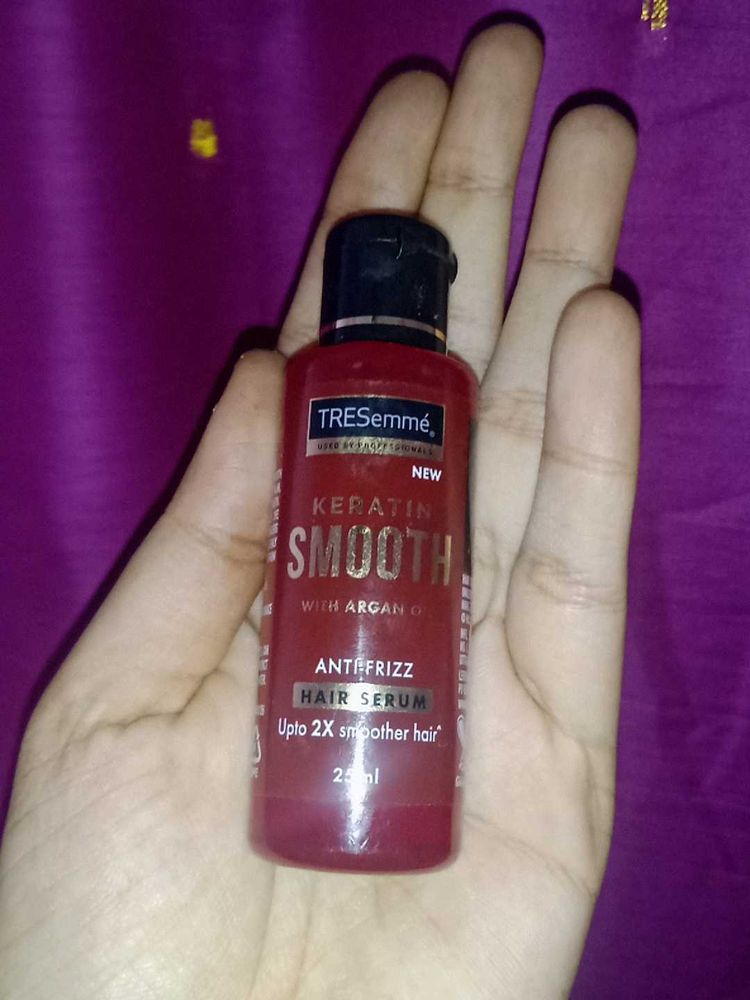 TRESemmé®
USED BY PROFESSIONALS
NEW
KERATIN
SMOOTH
WITH ARGAN
ANTI-FRIZZ
HAIR SERUM
Upto 2X smoother hair^
25ml